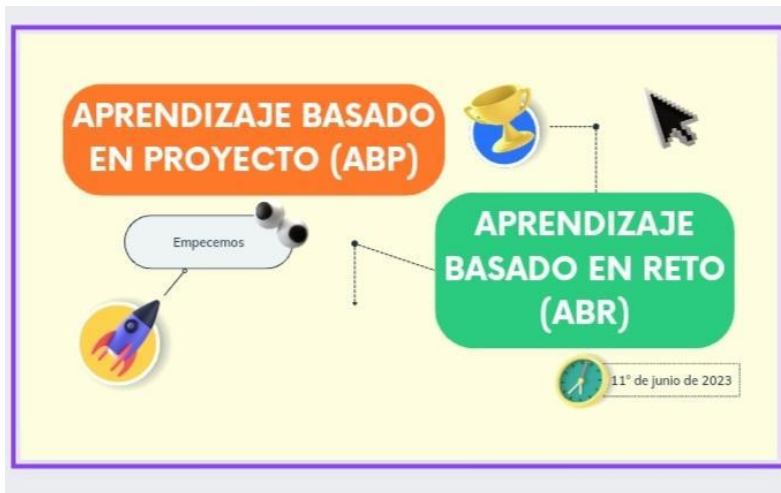 APRENDIZAJE BASADO
EN PROYECTO (ABP)
Empecemos
APRENDIZAJE
BASADO EN RETO
(ABR)
11° de junio de 2023